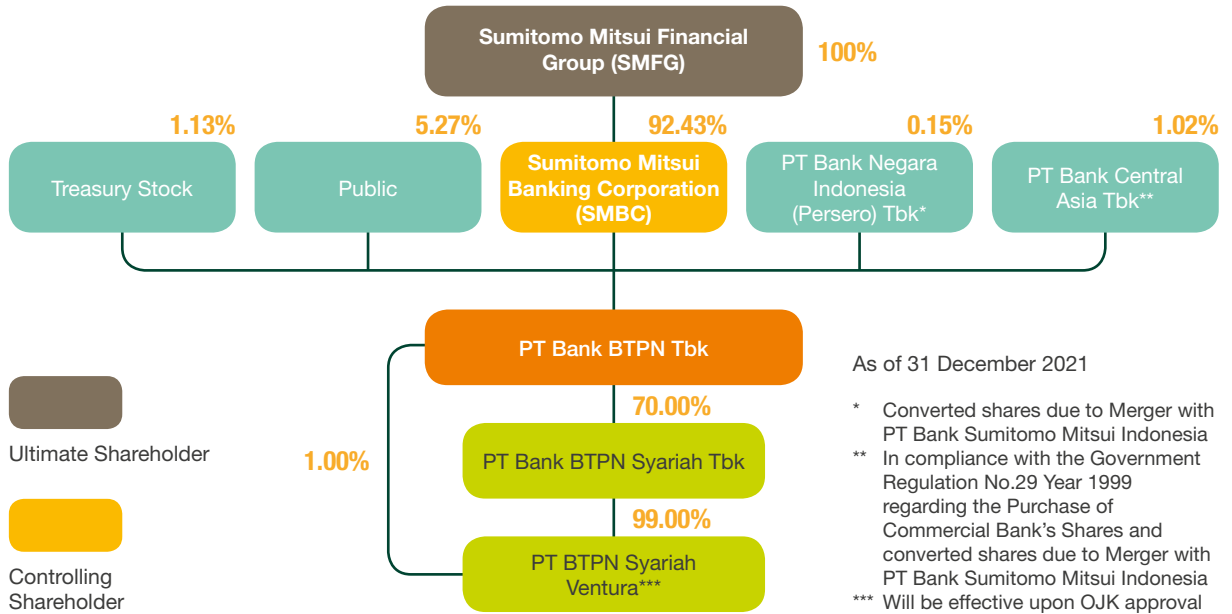 Sumitomo Mitsui Financial
Group (SMFG)
100%
1.13%
5.27%
92.43%
0.15%
1.02%
Treasury Stock
Public
Sumitomo Mitsui
Banking Corporation
(SMBC)
PT Bank Negara
Indonesia
(Persero) Tbk*
PT Bank Central
Asia Tbk**
PT Bank BTPN Tbk
70.00%
PT Bank BTPN Syariah Tbk
1.00%
99.00%
PT BTPN Syariah
Ventura***
Ultimate Shareholder
Controlling
Shareholder
As of 31 December 2021
* Converted shares due to Merger with
PT Bank Sumitomo Mitsui Indonesia
** In compliance with the Government
Regulation No.29 Year 1999
regarding the Purchase of
Commercial Bank’s Shares and
converted shares due to Merger with
PT Bank Sumitomo Mitsui Indonesia
*** Will be effective upon OJK approval